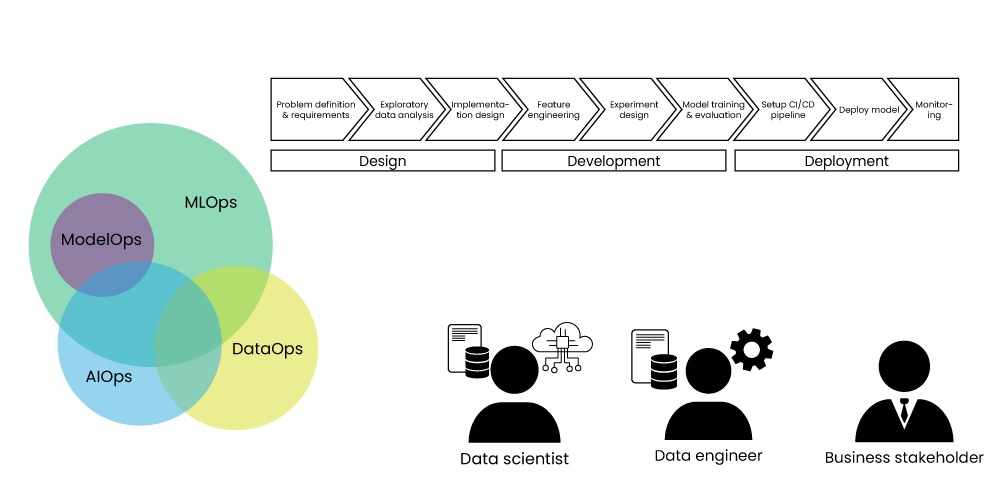 Problem definition
& requirements
Exploratory
data analysis
Implementa-
tion design
Feature
engineering
Experiment
design
Model training
& evaluation
Setup CI/CD
pipeline
Deploy model
Monitor-
ing
Design
Development
Deployment
MLOps
ModelOps
DataOps
AIOps
Data scientist
Data engineer
Business stakeholder